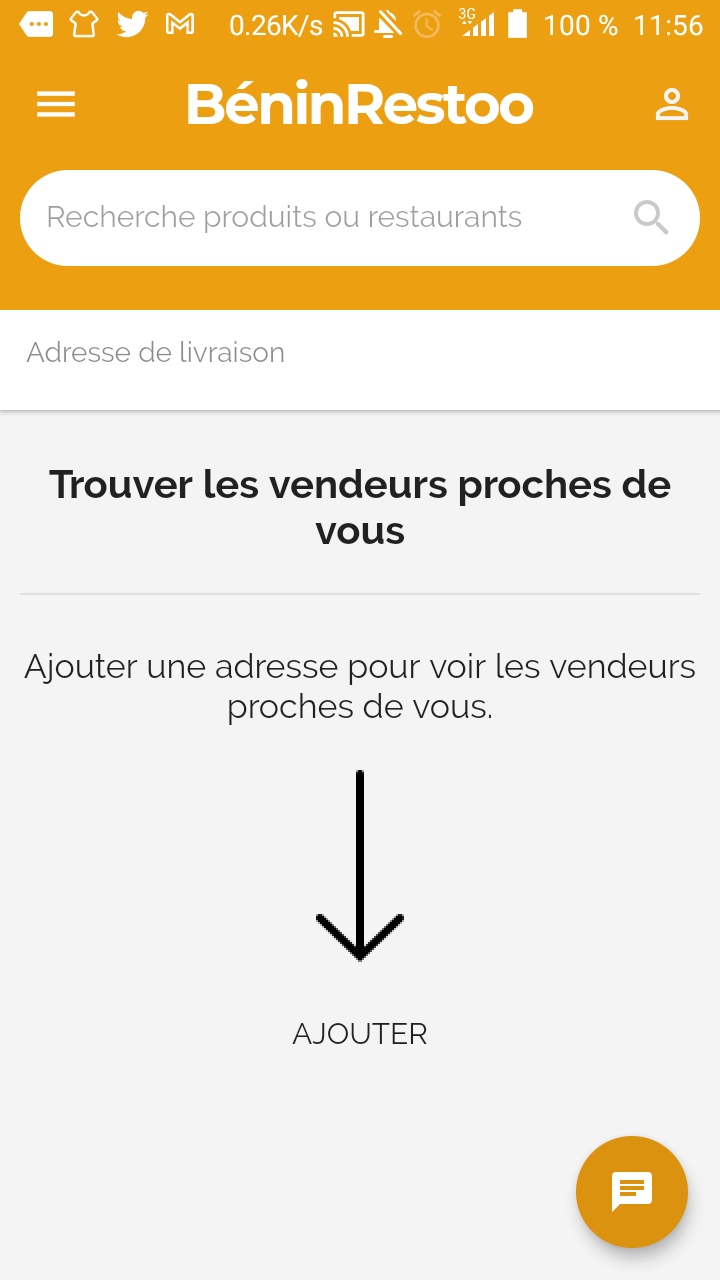 0.26K/s 3G 100 % 11:56
BéninRestoo
Recherche produits ou restaurants
Adresse de livraison
Trouver les vendeurs proches de
vous
Ajouter une adresse pour voir les vendeurs
proches de vous.
AJOUTER